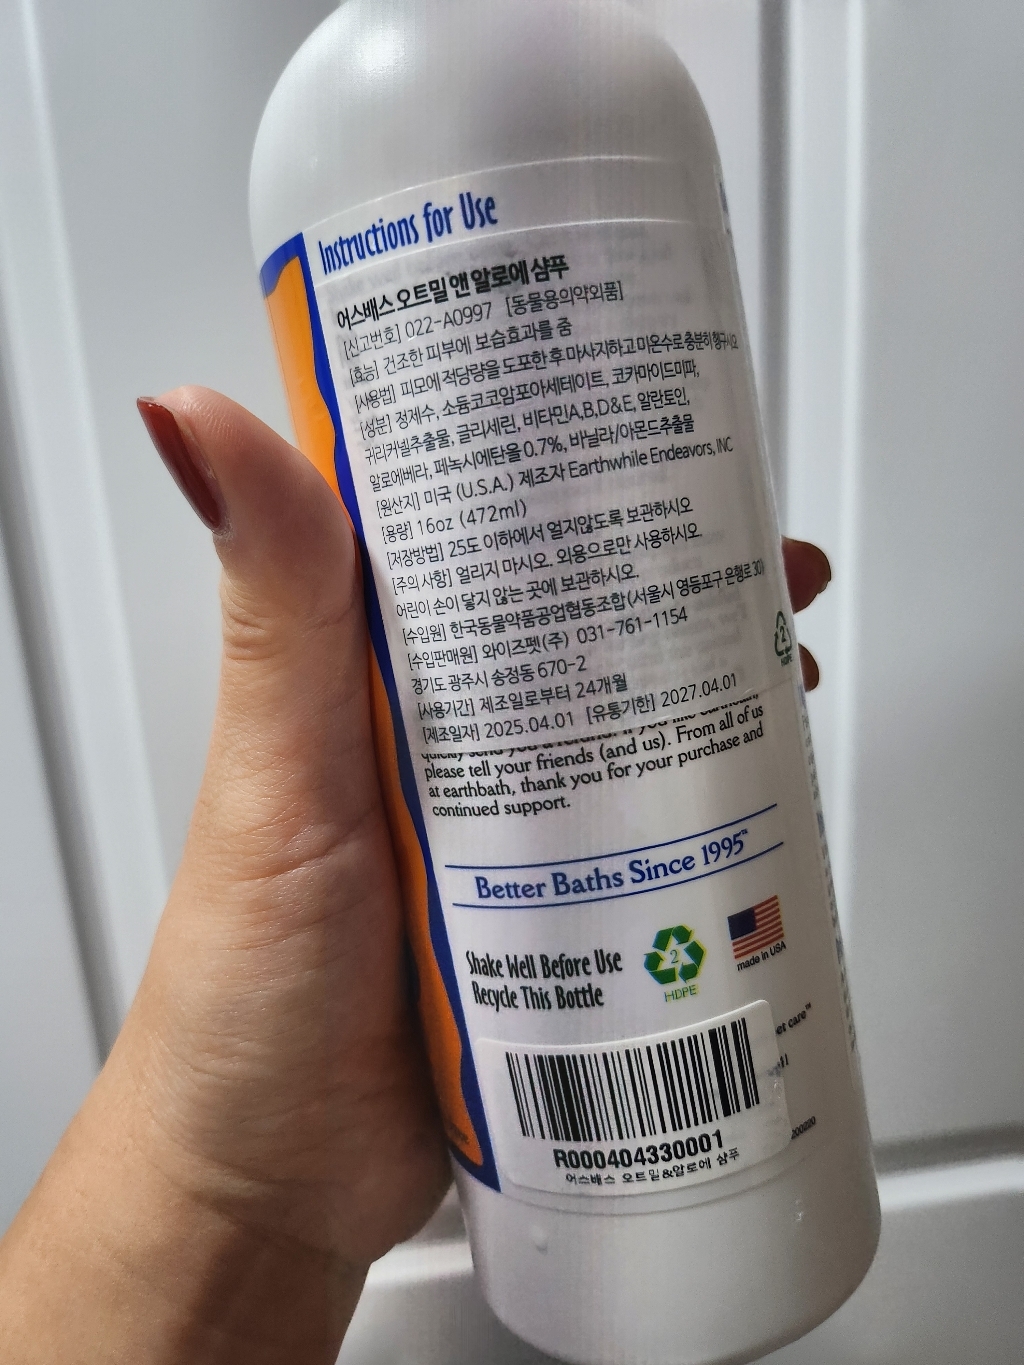 Instructions for Use
어스배스 오트밀 앤 알로에 샴푸
[신고번호] 022-A0997 [동물용의약외품]
[효능] 건조한 피부에 보습효과를 줌
[사용법] 피모에 적당량을 도포한 후 마사지하고 미온수로 충분히 헹구시오
[성분] 정제수, 소듐코코암포아세테이트, 코카마이드미파,
귀리커넬추출물, 글리세린, 비타민A,B,D&E, 알란토인,
알로에베라, 페녹시에탄올 0.7%, 바닐라/아몬드추출물
[원산지] 미국 (U.S.A.) 제조자 Earthwhile Endeavors, INC
[용량] 16oz (472ml)
[저장방법] 25도 이하에서 얼지않도록 보관하시오
[주의 사항] 얼리지 마시오. 외용으로만 사용하시오.
어린이 손이 닿지 않는 곳에 보관하시오.
[수입원] 한국동물약품공업협동조합 (서울시 영등포구 은행로 30)
[수입판매원] 와이즈펫(주) 031-761-1154
경기도 광주시 송정동 670-2
[사용기간] 제조일로부터 24개월
[제조일자] 2025.04.01 [유통기한] 2027.04.01
quickly send you a refund. If you like earthbath,
please tell your friends (and us). From all of us
at earthbath, thank you for your purchase and
continued support.
Better Baths Since 1995™
Shake Well Before Use
Recycle This Bottle
2
HDPE
made in USA
2
HDPE
pet care™
R000404330001
어스배스 오트밀&알로에 샴푸
200220